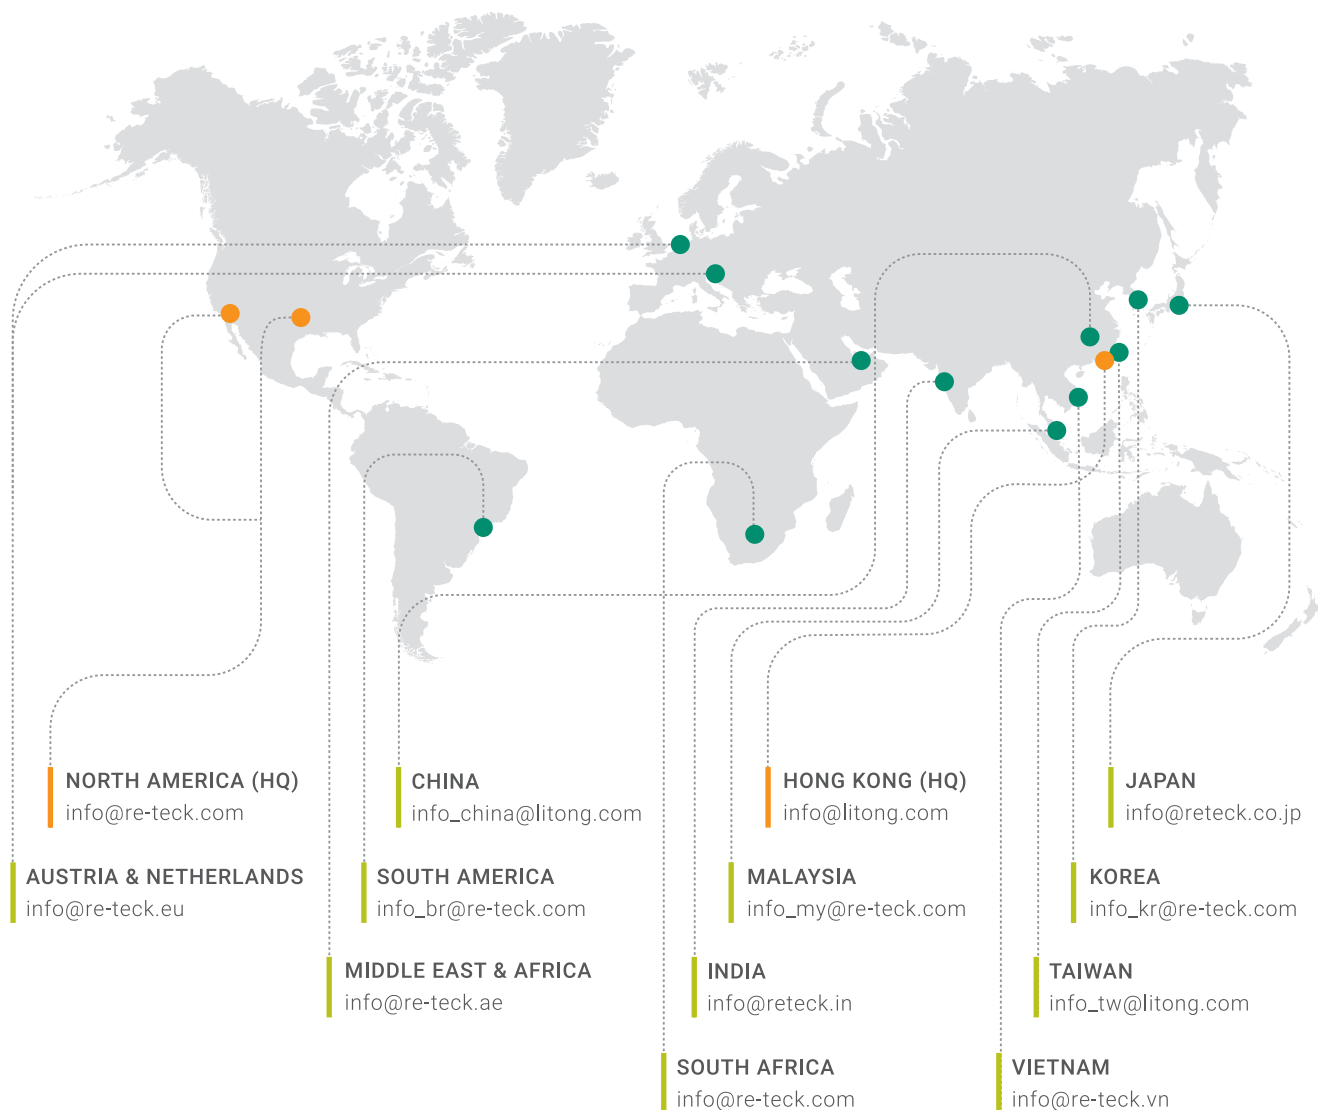 NORTH AMERICA (HQ)
info@re-teck.com
CHINA
info_china@litong.com
HONG KONG (HQ)
info@litong.com
JAPAN
info@reteck.co.jp
AUSTRIA & NETHERLANDS
info@re-teck.eu
SOUTH AMERICA
info_br@re-teck.com
MALAYSIA
info_my@re-teck.com
KOREA
info_kr@re-teck.com
MIDDLE EAST & AFRICA
info@re-teck.ae
INDIA
info@reteck.in
TAIWAN
info_tw@litong.com
SOUTH AFRICA
info@re-teck.com
VIETNAM
info@re-teck.vn